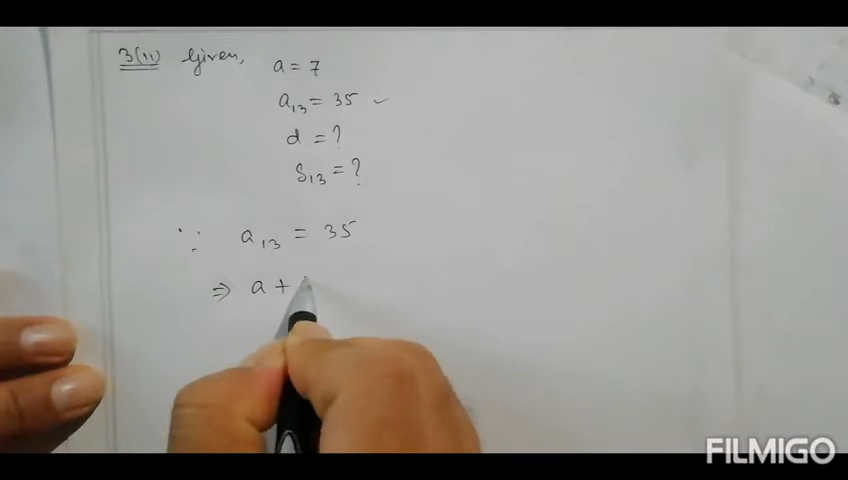 3(ii) Given, a = 7
a₁₃ = 35
d = ?
S₁₃ = ?
∵ a₁₃ = 35
⇒ a +
FILMIGO